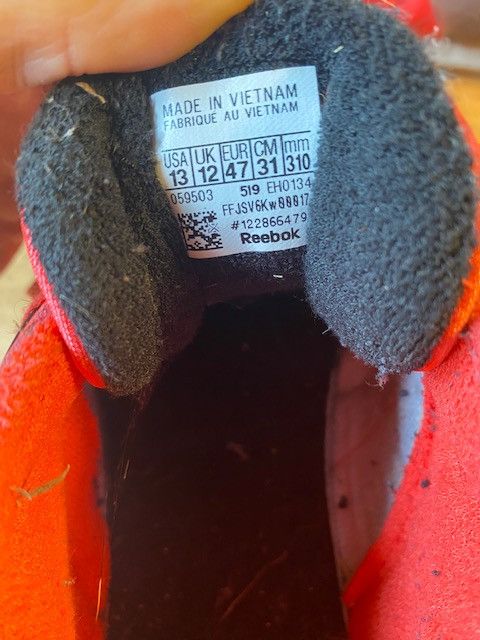 MADE IN VIETNAM
FABRIQUE AU VIETNAM
USA UK EUR CM mm
13 12 47 31 310
059503 519 EH0134
FFJSV6Kw00017
#122866479
Reebok